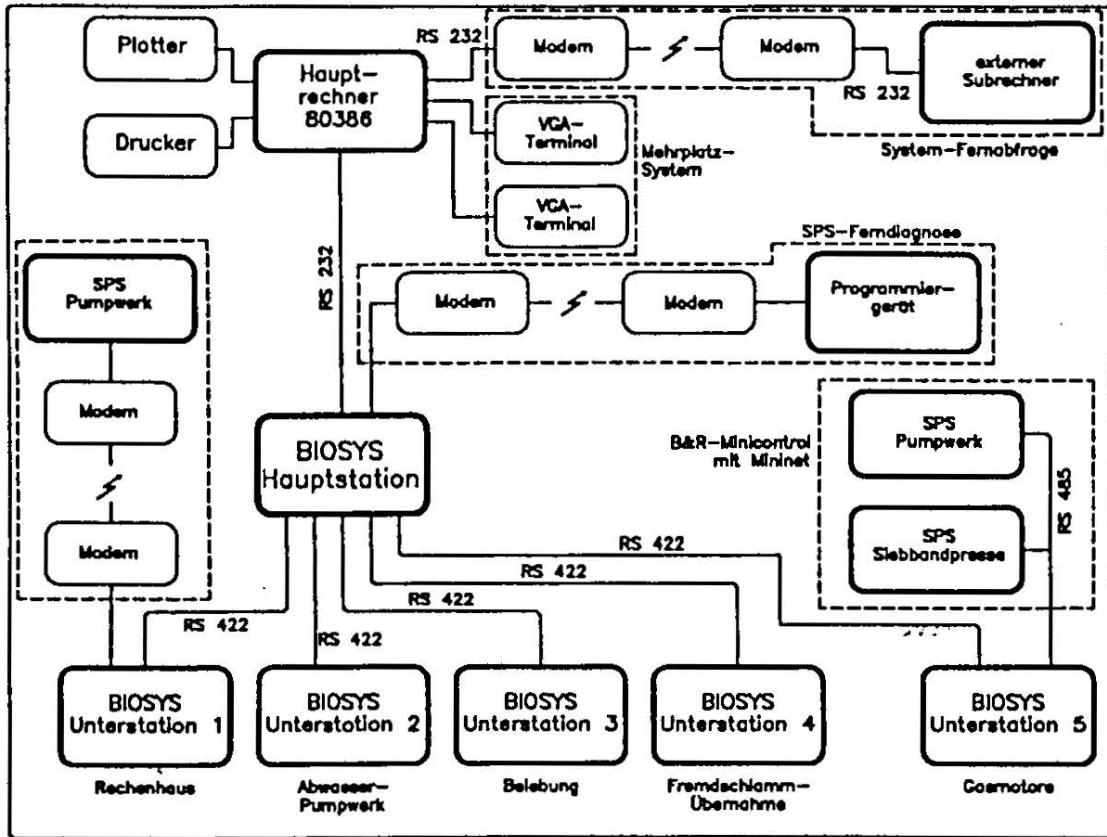 Plotter
Drucker
Haupt-
rechner
80386
RS 232
Modem
Modem
RS 232
externer
Subrechner
System-Fernabfrage
VGA-
Terminal
VGA-
Terminal
Mehrplatz-
System
RS 232
SPS-Ferndiagnose
Modem
Modem
Programmier-
gerät
SPS
Pumpwerk
Modem
Modem
BIOSYS
Hauptstation
B&R-Minicontrol
mit Mininet
SPS
Pumpwerk
SPS
Siebbandpresse
RS 485
RS 422
RS 422
RS 422
RS 422
RS 422
BIOSYS
Unterstation 1
BIOSYS
Unterstation 2
BIOSYS
Unterstation 3
BIOSYS
Unterstation 4
BIOSYS
Unterstation 5
Rechenhaus
Abwasser-
Pumpwerk
Belebung
Fremdschlamm-
Übernahme
Gasmotore